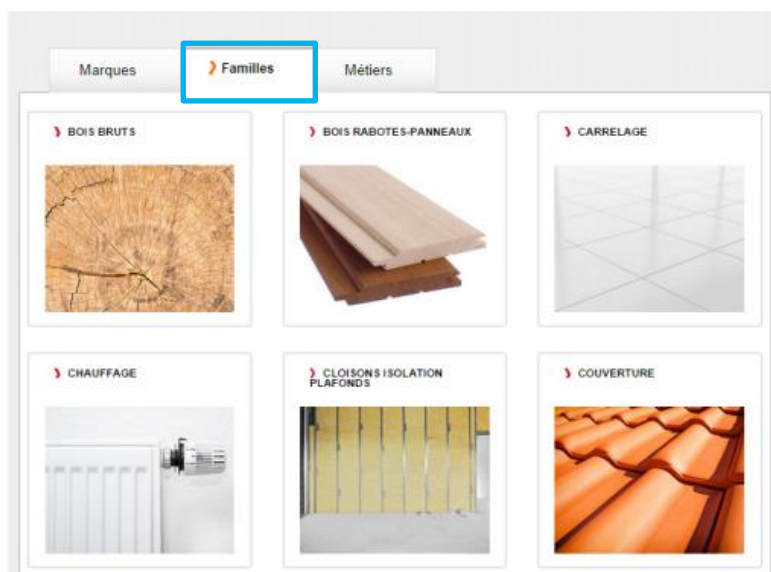 Marques Familles Métiers
BOIS BRUTS
BOIS RABOTES-PANNEAUX
CARRELAGE
CHAUFFAGE
CLOISONS ISOLATION
PLAFONDS
COUVERTURE